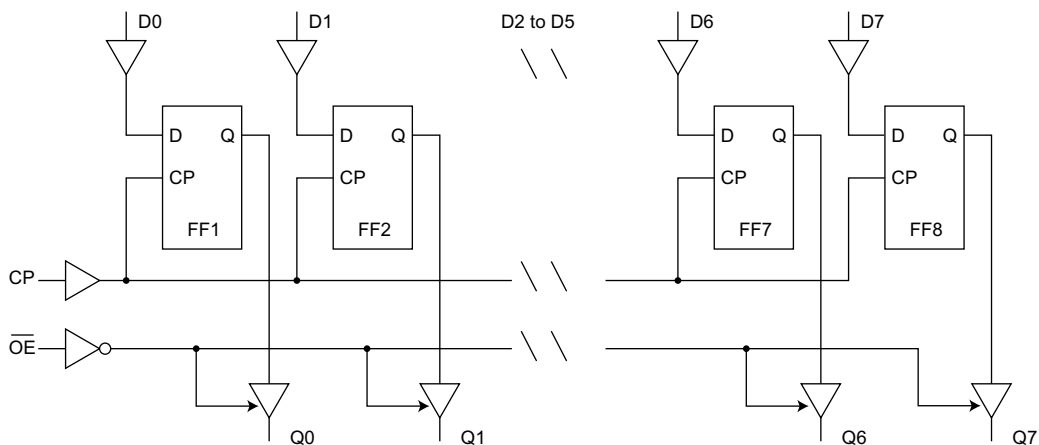 D0 D1 D2 to D5 D6 D7
D Q D Q D Q D Q
CP CP CP CP
FF1 FF2 FF7 FF8
CP
O̅E̅
Q0 Q1 Q6 Q7